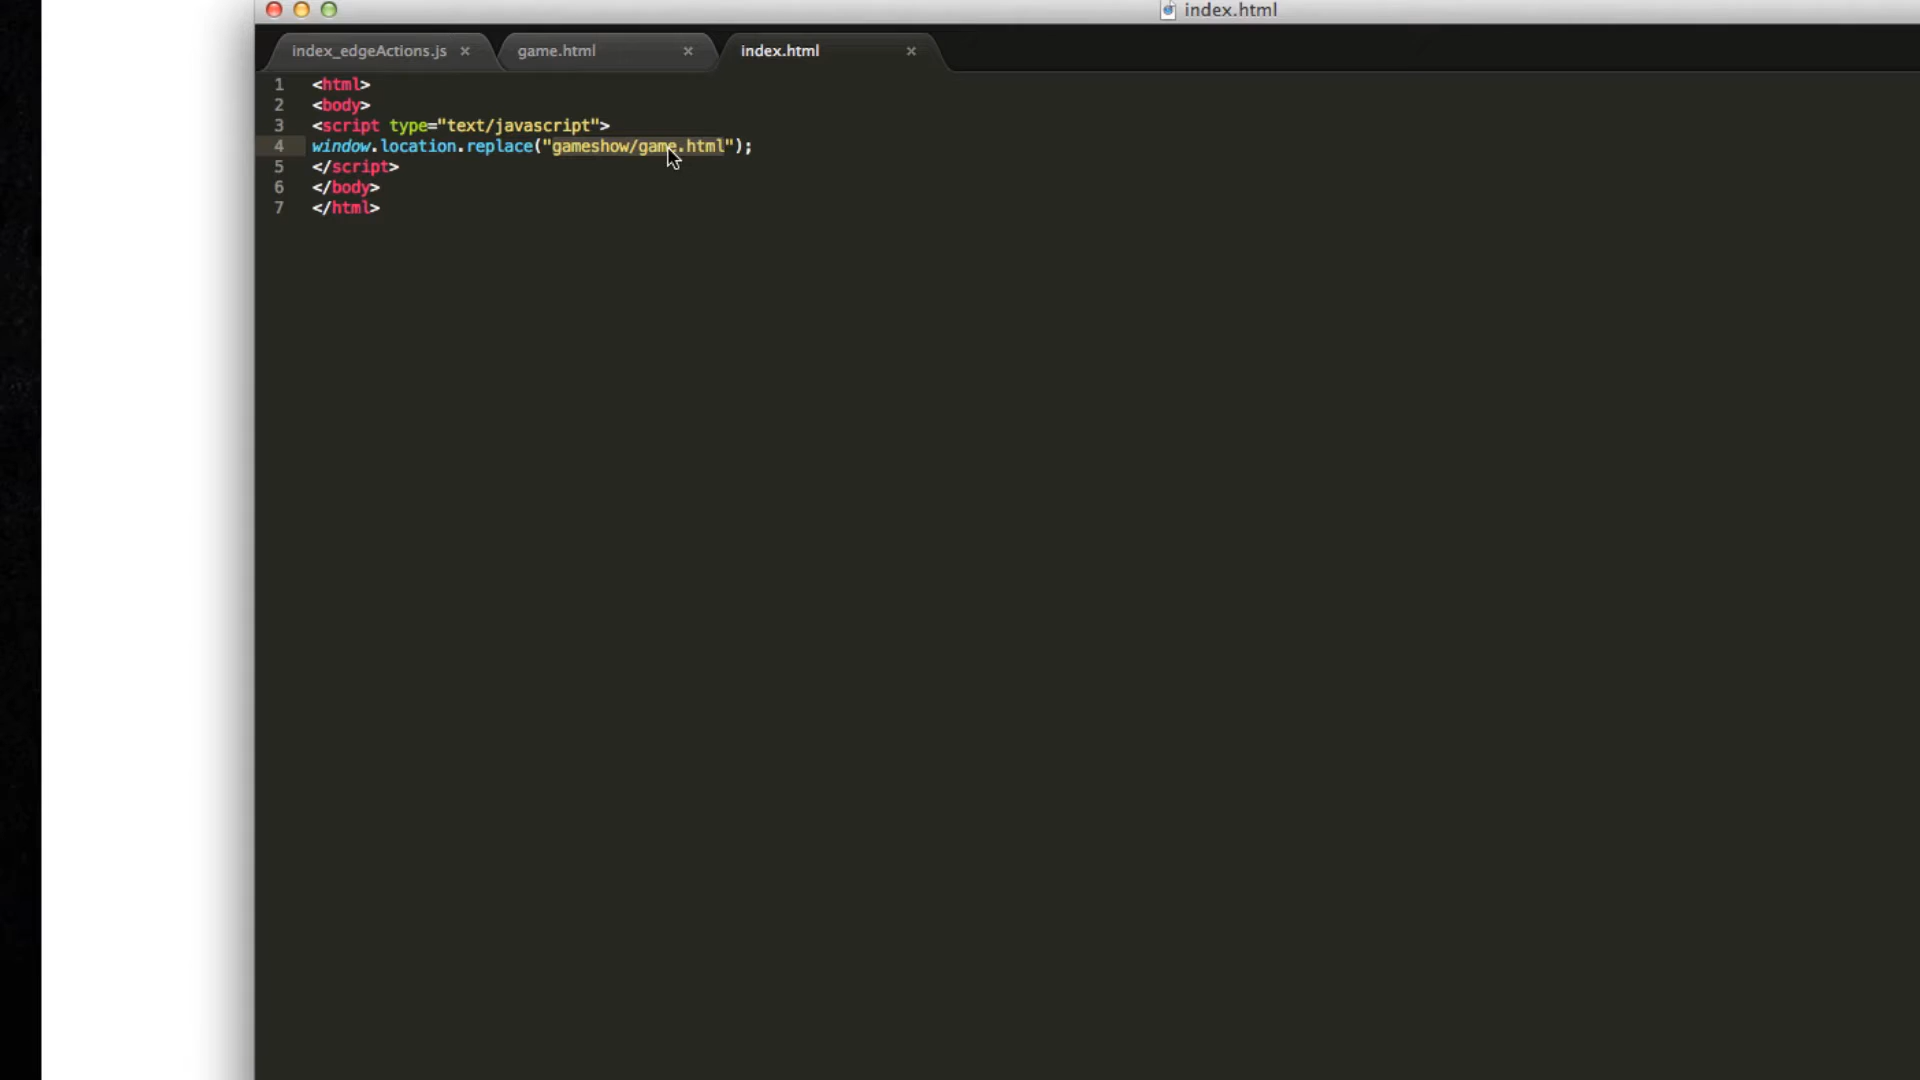 index.html
index_edgeActions.js × game.html × index.html ×
1 <html>
2 <body>
3 <script type="text/javascript">
4 window.location.replace("gameshow/game.html");
5 </script>
6 </body>
7 </html>